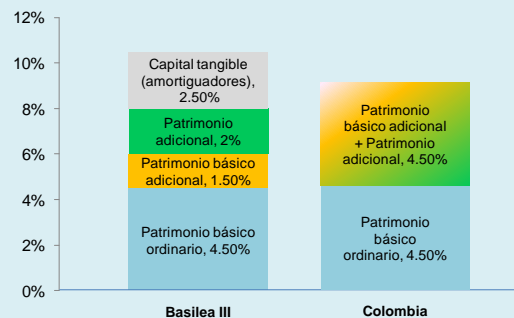 12%
10%
8%
6%
4%
2%
0%
Capital tangible
(amortiguadores),
2.50%
Patrimonio
adicional, 2%
Patrimonio básico
adicional, 1.50%
Patrimonio básico
ordinario, 4.50%
Patrimonio
básico adicional
+ Patrimonio
adicional, 4.50%
Patrimonio
básico
ordinario, 4.50%
Basilea III
Colombia